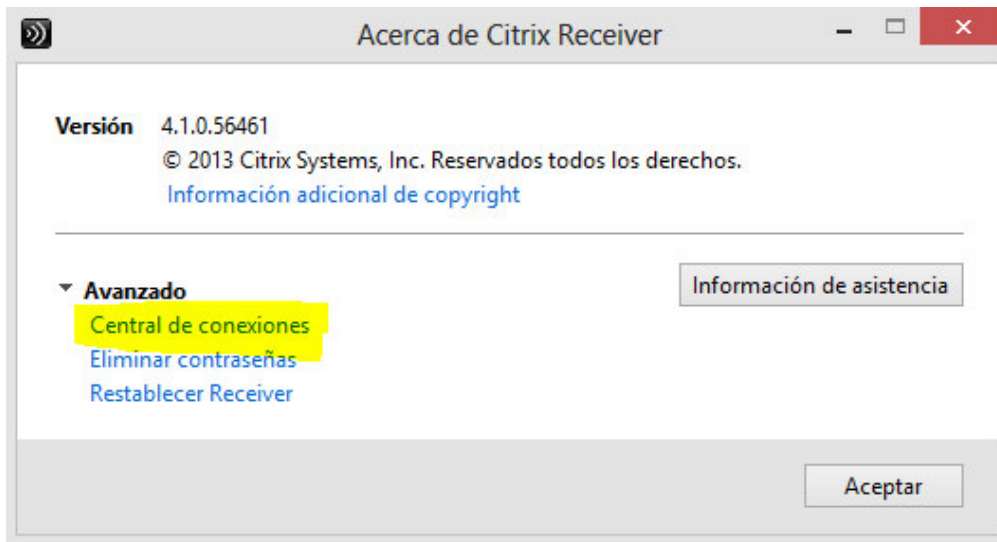 Acerca de Citrix Receiver
Versión 4.1.0.56461
© 2013 Citrix Systems, Inc. Reservados todos los derechos.
Información adicional de copyright
Avanzado
Información de asistencia
Central de conexiones
Eliminar contraseñas
Restablecer Receiver
Aceptar